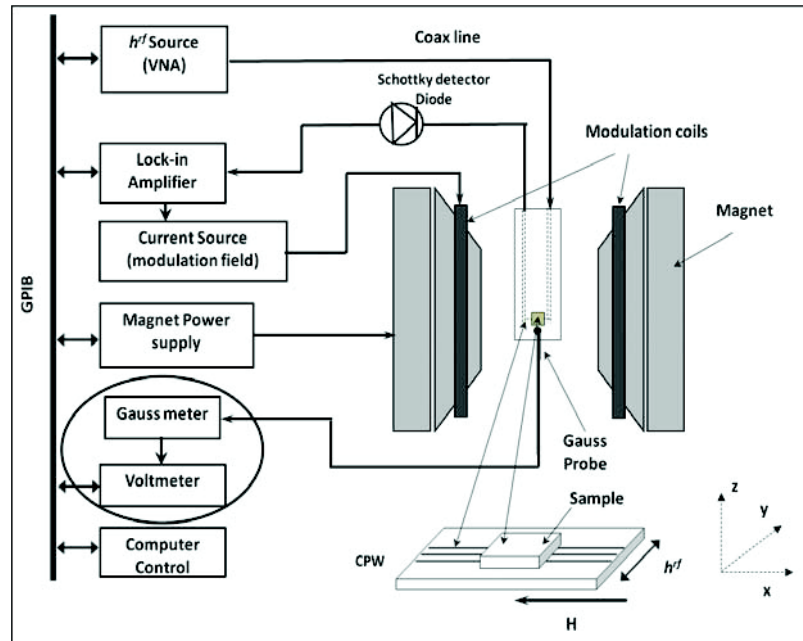 h^rf Source
(VNA)
Coax line
Schottky detector
Diode
Modulation coils
Lock-in
Amplifier
Magnet
Current Source
(modulation field)
GPIB
Magnet Power
supply
Gauss meter
Gauss
Probe
Voltmeter
Sample
Computer
Control
CPW
h^rf
H
z
y
x